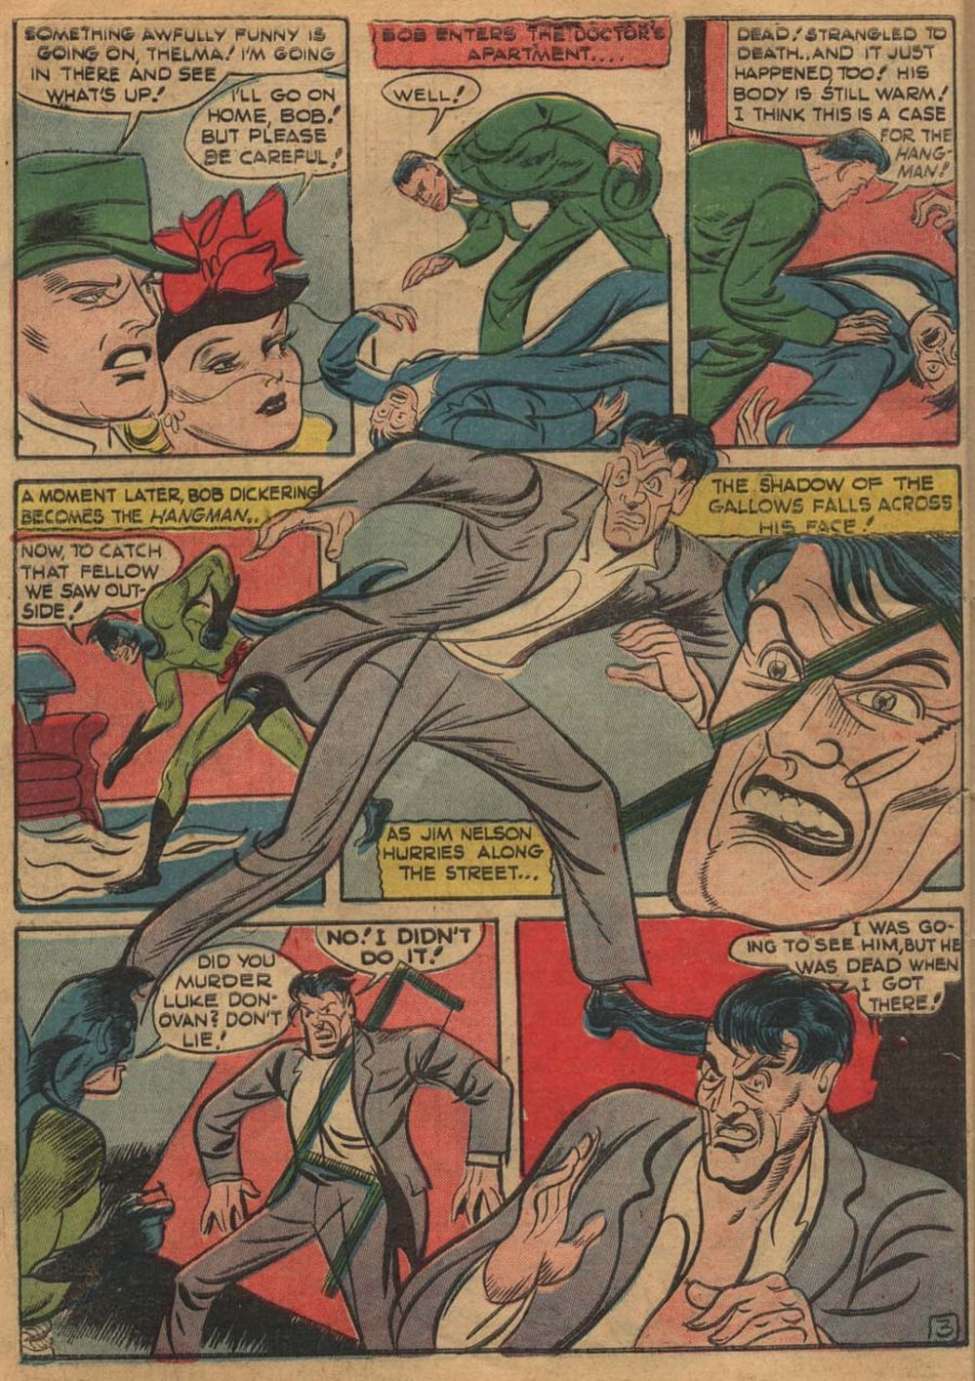 SOMETHING AWFULLY FUNNY IS
GOING ON, THELMA! I'M GOING
IN THERE AND SEE
WHAT'S UP!
I'LL GO ON
HOME, BOB!
BUT PLEASE
BE CAREFUL!
BOB ENTERS THE DOCTOR'S
APARTMENT....
WELL!
DEAD! STRANGLED TO
DEATH...AND IT JUST
HAPPENED, TOO! HIS
BODY IS STILL WARM!
I THINK THIS IS A CASE
FOR THE
HANG-
MAN!
A MOMENT LATER, BOB DICKERING
BECOMES THE HANGMAN..
NOW, TO CATCH
THAT FELLOW
WE SAW OUT-
SIDE!
AS JIM NELSON
HURRIES ALONG
THE STREET...
THE SHADOW OF THE
GALLOWS FALLS ACROSS
HIS FACE!
DID YOU
MURDER
LUKE DON-
OVAN? DON'T
LIE!
NO! I DIDN'T
DO IT!
I WAS GO-
ING TO SEE HIM, BUT HE
WAS DEAD WHEN
I GOT
THERE!
3